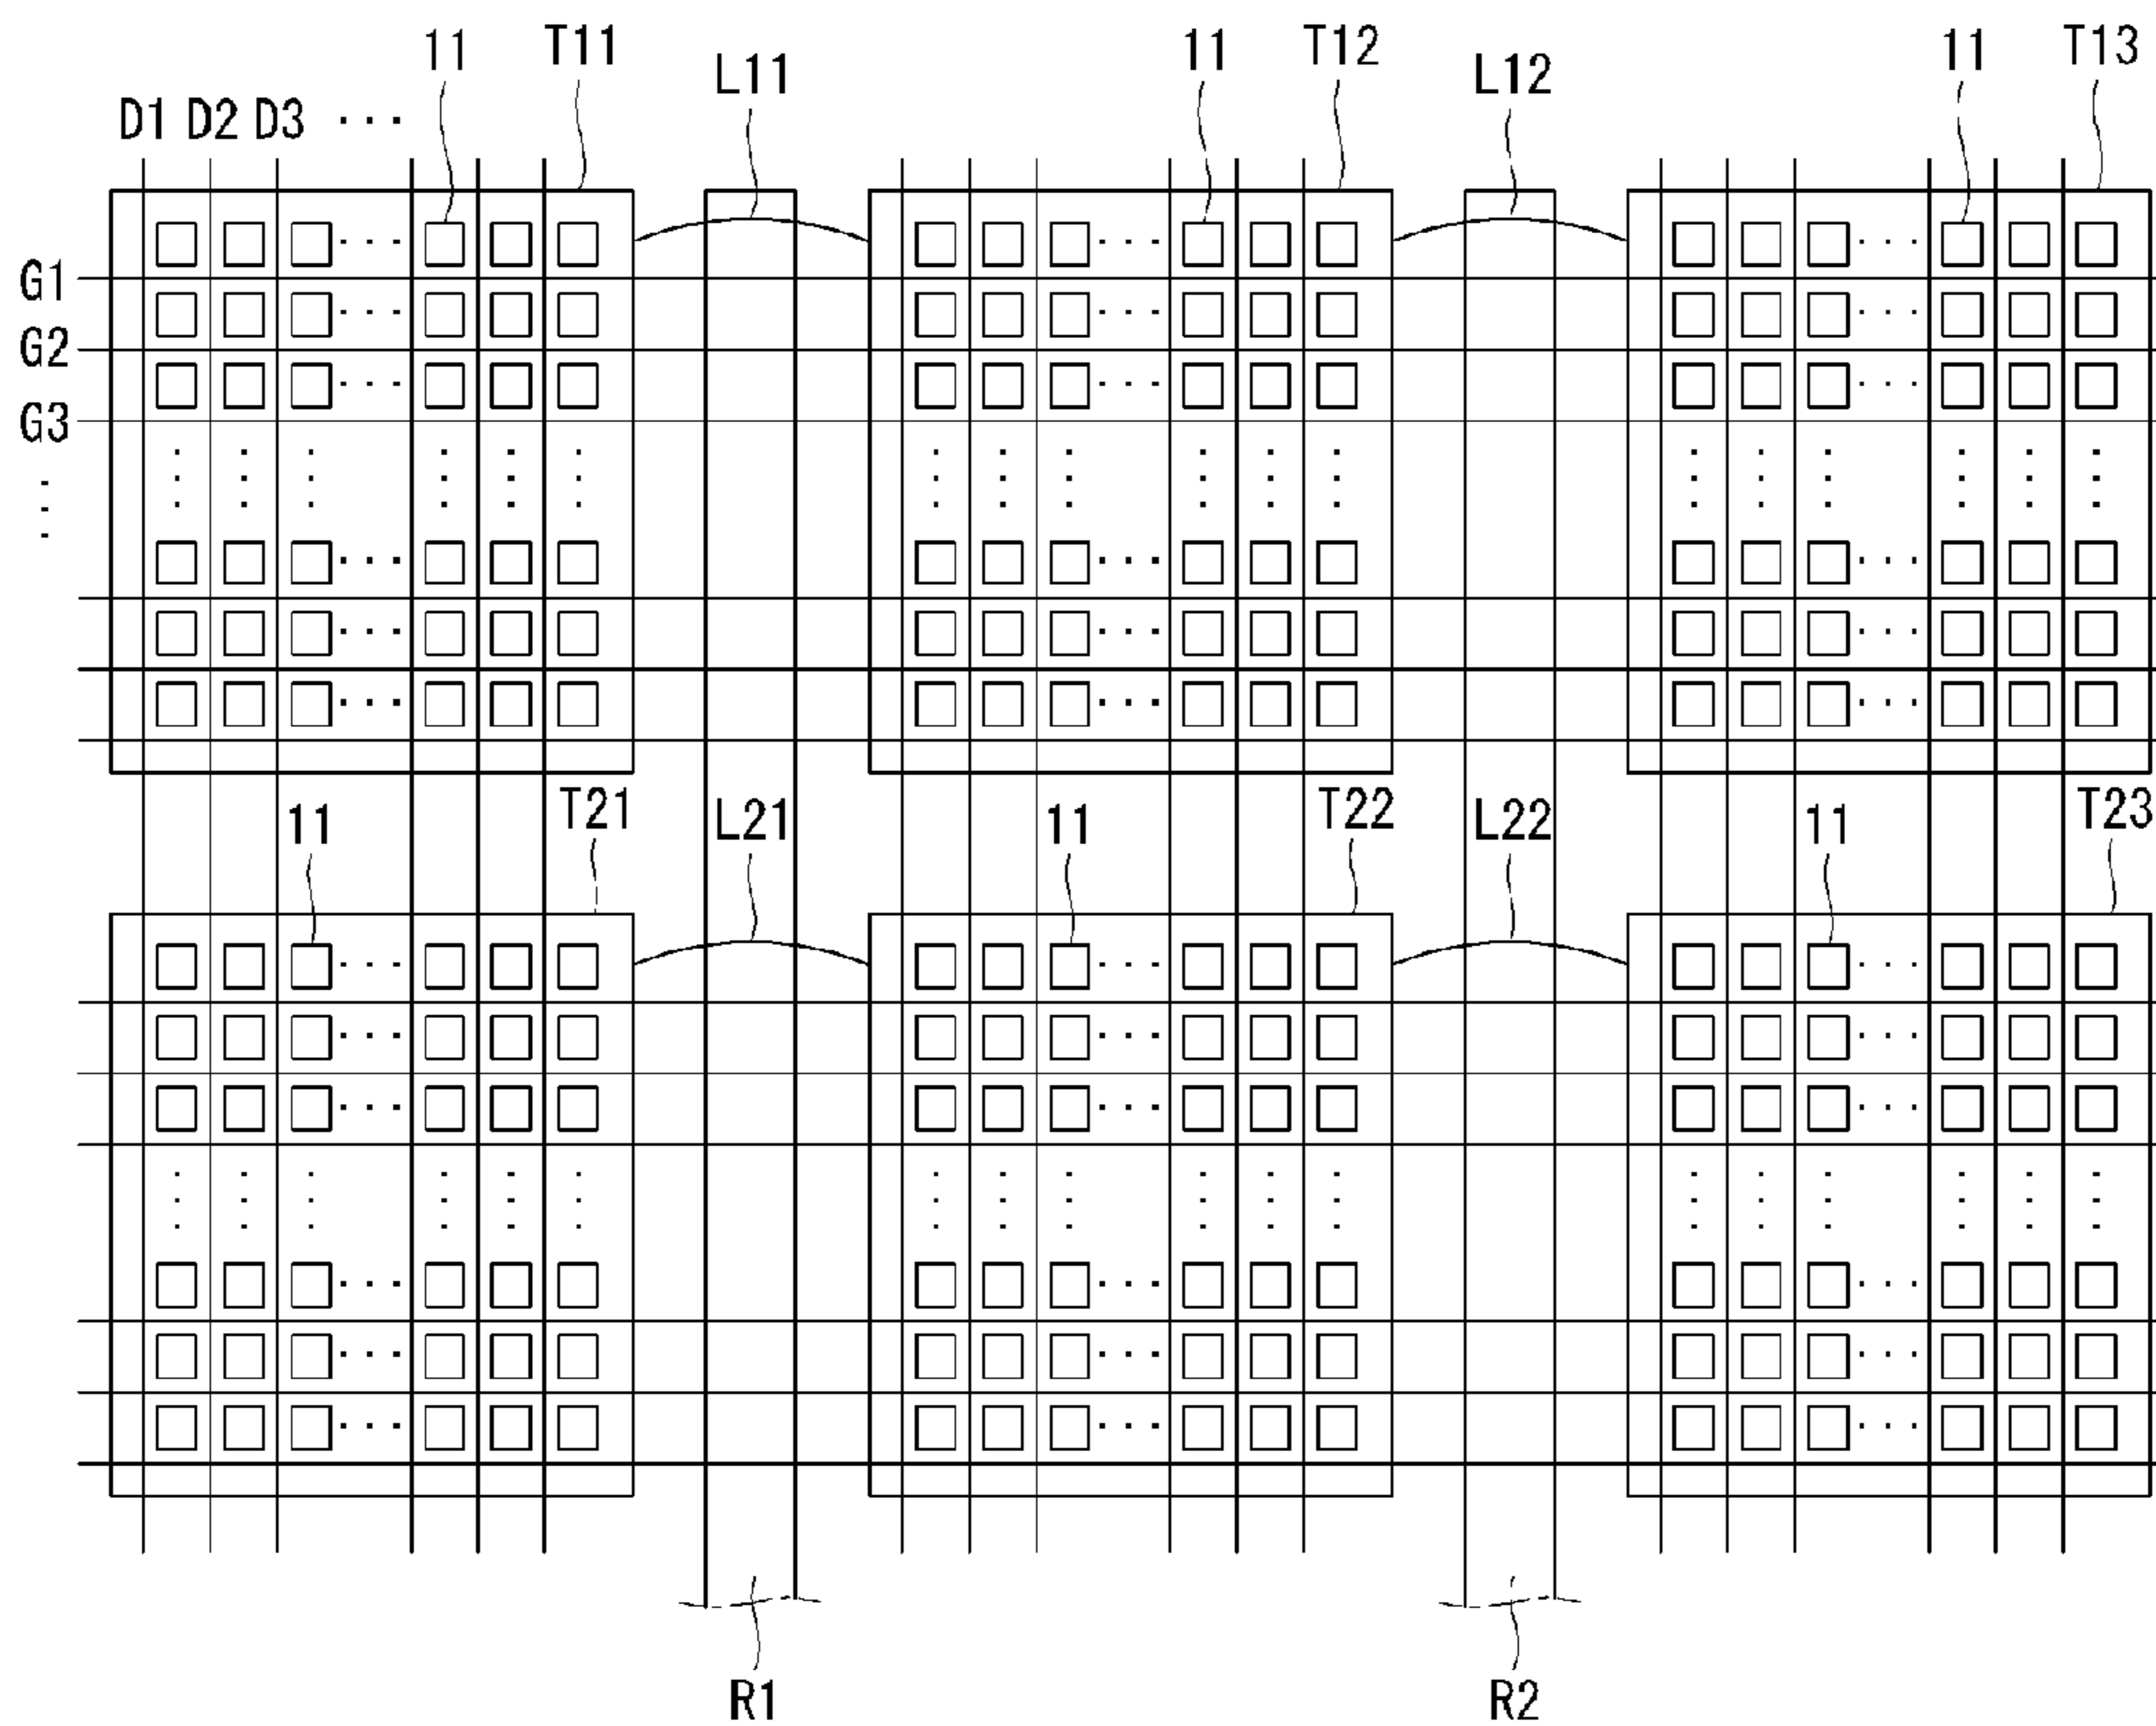 11 T11 L11 11 T12 L12 11 T13
D1 D2 D3 ···
G1
G2
G3
⋮
11 T21 L21 11 T22 L22 11 T23
R1 R2